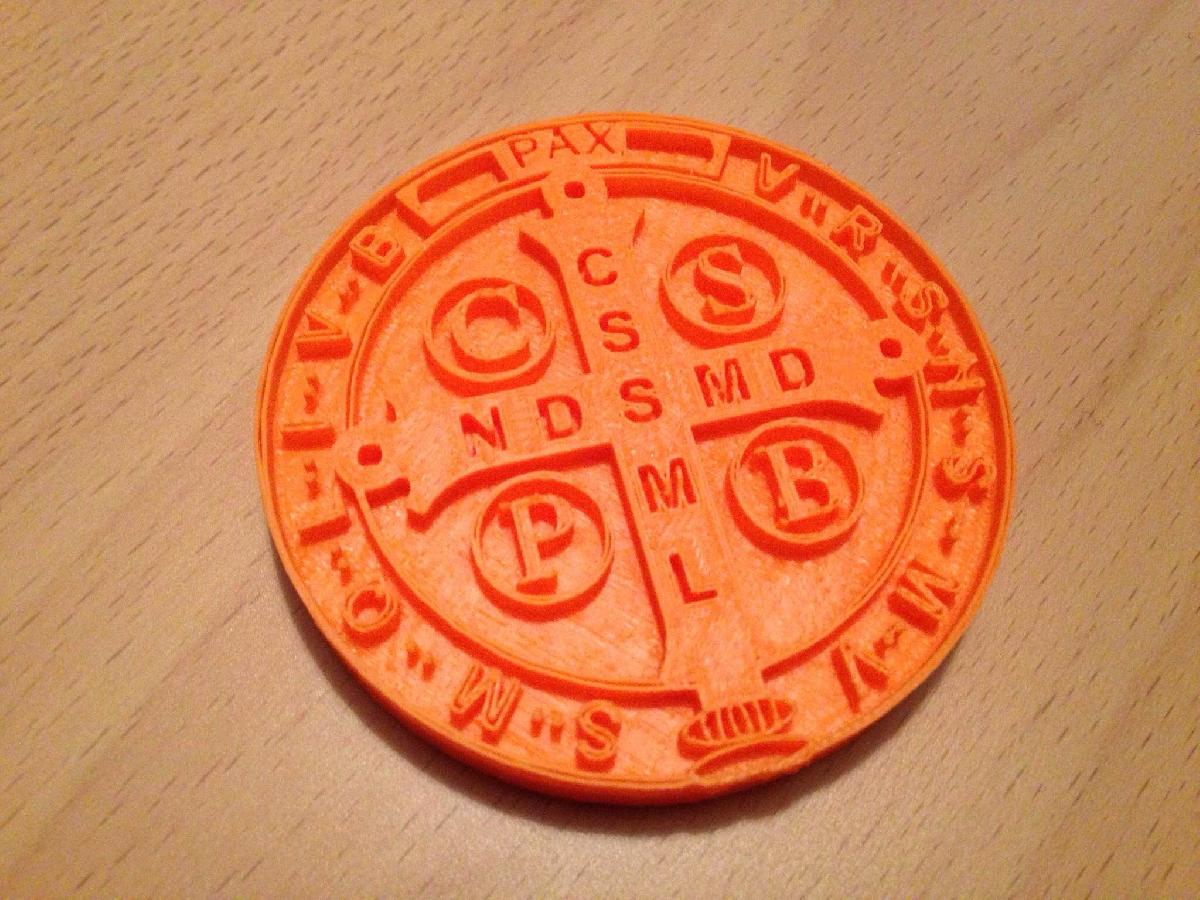 PAX
V R S N S M V
S M Q L I V B
C S
C S S M L
N D S M D
P B